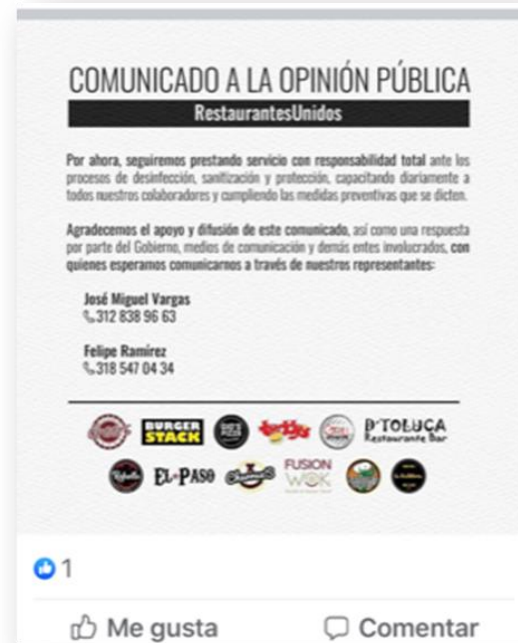 COMUNICADO A LA OPINIÓN PÚBLICA
RestaurantesUnidos
Por ahora, seguiremos prestando servicio con responsabilidad total ante los
procesos de desinfección, sanitización y protección, capacitando diariamente a
todos nuestros colaboradores y cumpliendo las medidas preventivas que se dicten.
Agradecemos el apoyo y difusión de este comunicado, así como una respuesta
por parte del Gobierno, medios de comunicación y demás entes involucrados, con
quienes esperamos comunicarnos a través de nuestros representantes:
José Miguel Vargas
312 838 96 63
Felipe Ramírez
318 547 04 34
BURGER
STACK
D'TOLUCA
Restaurante Bar
EL PASO
FUSION
WOK
1
Me gusta
Comentar